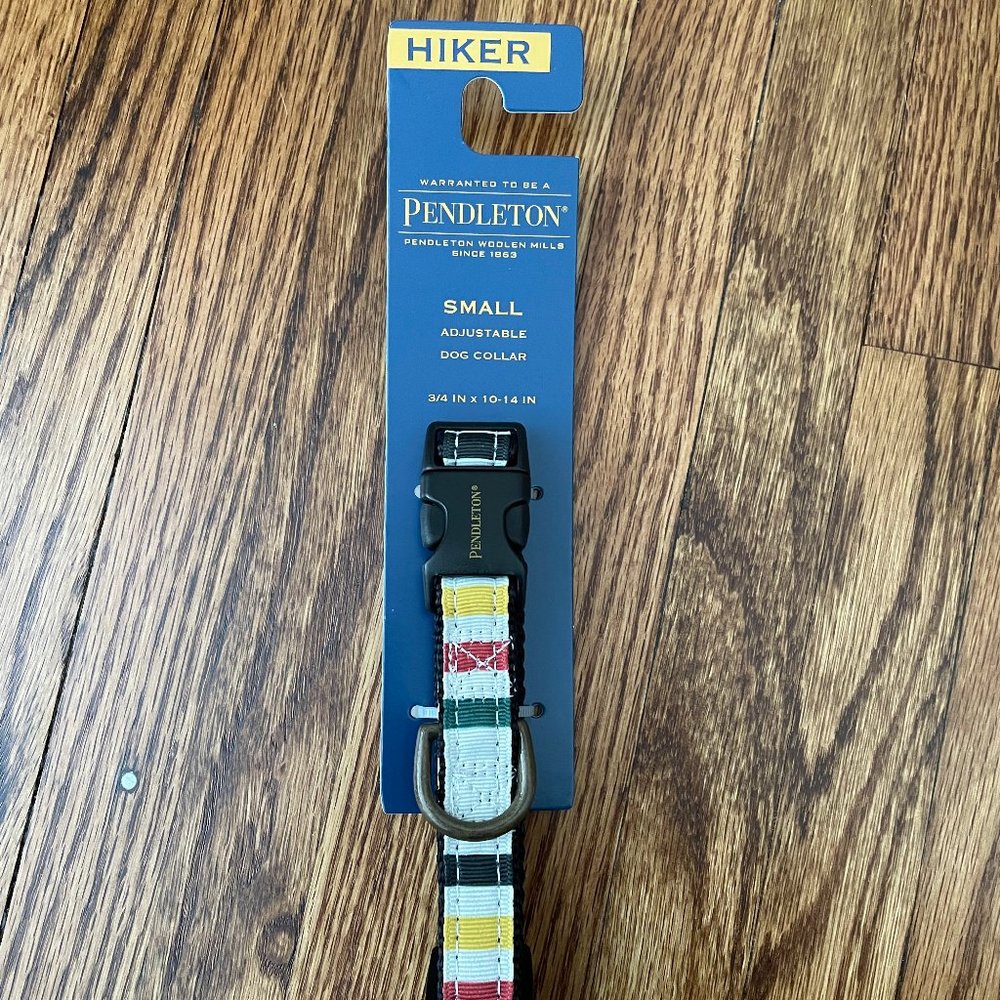 HIKER
WARRANTED TO BE A
PENDLETON®
PENDLETON WOOLEN MILLS
SINCE 1863
SMALL
ADJUSTABLE
DOG COLLAR
3/4 IN x 10-14 IN
PENDLETON®